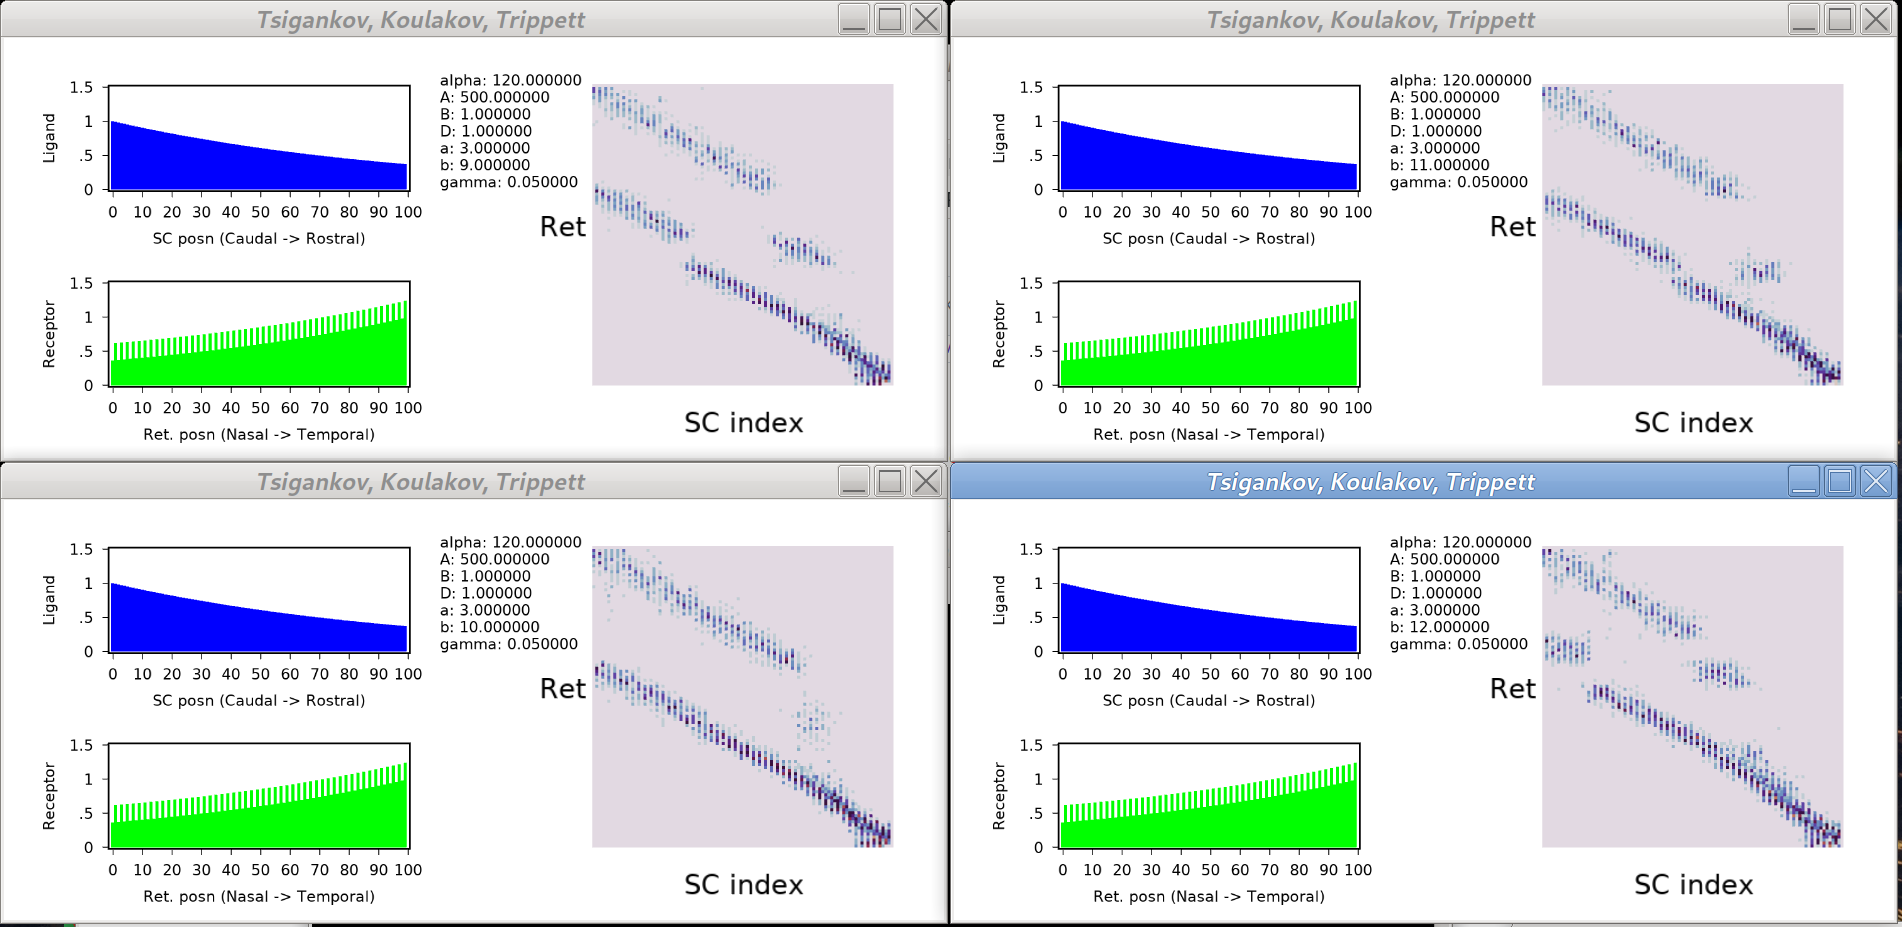 Tsigankov, Koulakov, Trippett
1.5
1
.5
0
Ligand
0 10 20 30 40 50 60 70 80 90 100
SC posn (Caudal -> Rostral)
1.5
1
.5
0
Receptor
0 10 20 30 40 50 60 70 80 90 100
Ret. posn (Nasal -> Temporal)
alpha: 120.000000
A: 500.000000
B: 1.000000
D: 1.000000
a: 3.000000
b: 9.000000
gamma: 0.050000
Ret
SC index
Tsigankov, Koulakov, Trippett
1.5
1
.5
0
Ligand
0 10 20 30 40 50 60 70 80 90 100
SC posn (Caudal -> Rostral)
1.5
1
.5
0
Receptor
0 10 20 30 40 50 60 70 80 90 100
Ret. posn (Nasal -> Temporal)
alpha: 120.000000
A: 500.000000
B: 1.000000
D: 1.000000
a: 3.000000
b: 11.000000
gamma: 0.050000
Ret
SC index
Tsigankov, Koulakov, Trippett
1.5
1
.5
0
Ligand
0 10 20 30 40 50 60 70 80 90 100
SC posn (Caudal -> Rostral)
1.5
1
.5
0
Receptor
0 10 20 30 40 50 60 70 80 90 100
Ret. posn (Nasal -> Temporal)
alpha: 120.000000
A: 500.000000
B: 1.000000
D: 1.000000
a: 3.000000
b: 10.000000
gamma: 0.050000
Ret
SC index
Tsigankov, Koulakov, Trippett
1.5
1
.5
0
Ligand
0 10 20 30 40 50 60 70 80 90 100
SC posn (Caudal -> Rostral)
1.5
1
.5
0
Receptor
0 10 20 30 40 50 60 70 80 90 100
Ret. posn (Nasal -> Temporal)
alpha: 120.000000
A: 500.000000
B: 1.000000
D: 1.000000
a: 3.000000
b: 12.000000
gamma: 0.050000
Ret
SC index